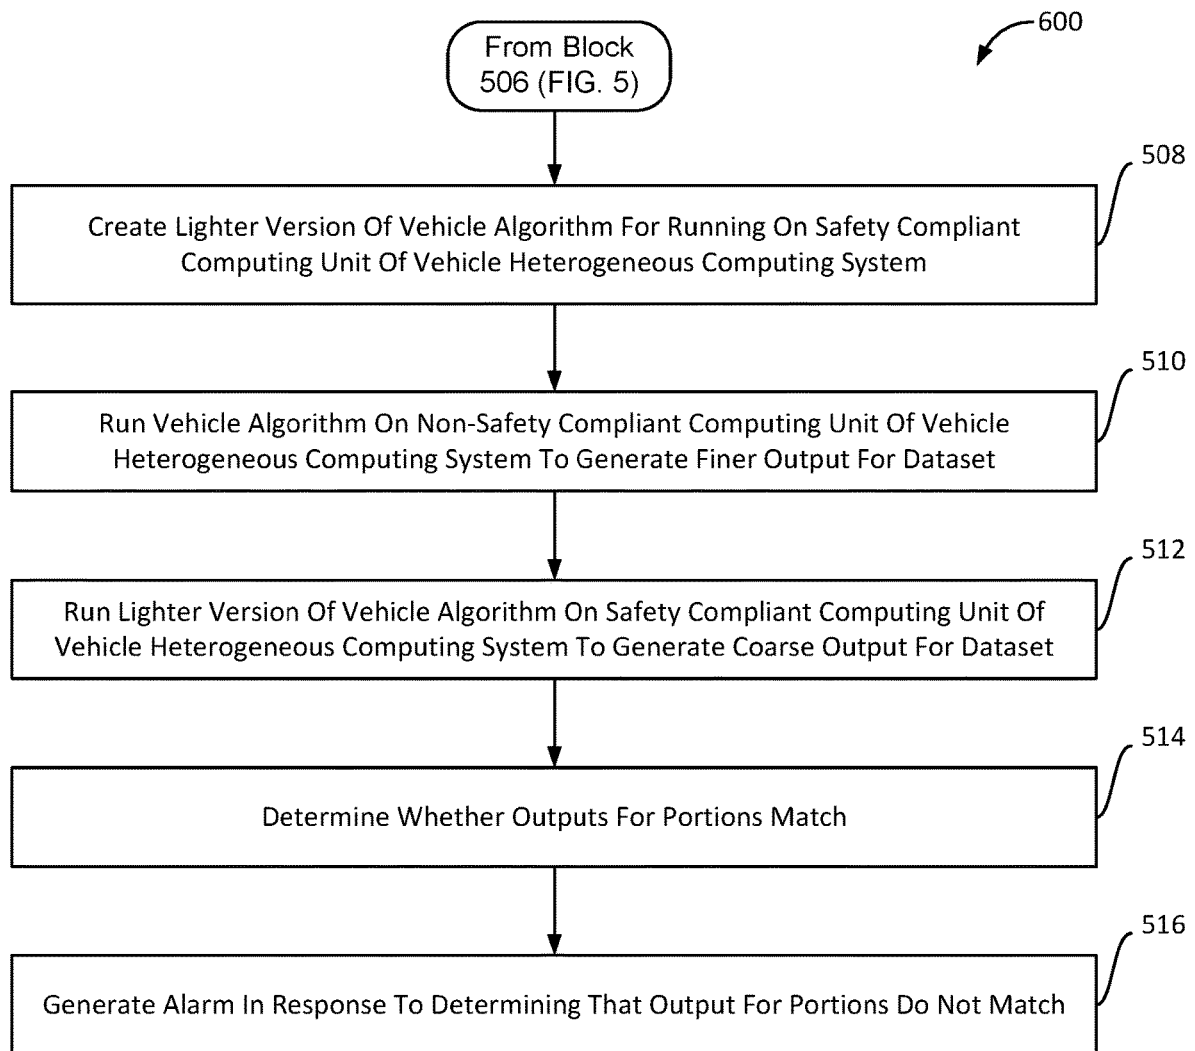 600
From Block
506 (FIG. 5)
508
Create Lighter Version Of Vehicle Algorithm For Running On Safety Compliant
Computing Unit Of Vehicle Heterogeneous Computing System
510
Run Vehicle Algorithm On Non-Safety Compliant Computing Unit Of Vehicle
Heterogeneous Computing System To Generate Finer Output For Dataset
512
Run Lighter Version Of Vehicle Algorithm On Safety Compliant Computing Unit Of
Vehicle Heterogeneous Computing System To Generate Coarse Output For Dataset
514
Determine Whether Outputs For Portions Match
516
Generate Alarm In Response To Determining That Output For Portions Do Not Match